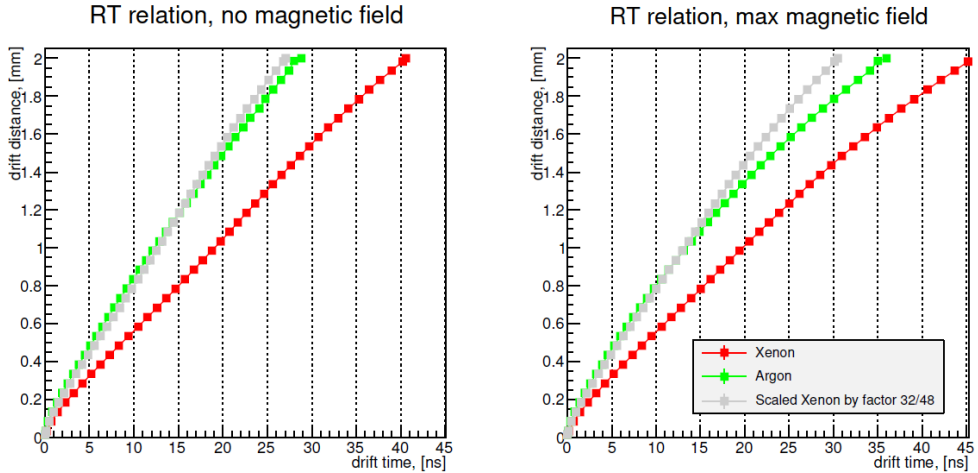 RT relation, no magnetic field
drift distance, [mm]
2
1.8
1.6
1.4
1.2
1
0.8
0.6
0.4
0.2
0
0 5 10 15 20 25 30 35 40 45
drift time, [ns]
RT relation, max magnetic field
drift distance, [mm]
2
1.8
1.6
1.4
1.2
1
0.8
0.6
0.4
0.2
0
Xenon
Argon
Scaled Xenon by factor 32/48
0 5 10 15 20 25 30 35 40 45
drift time, [ns]